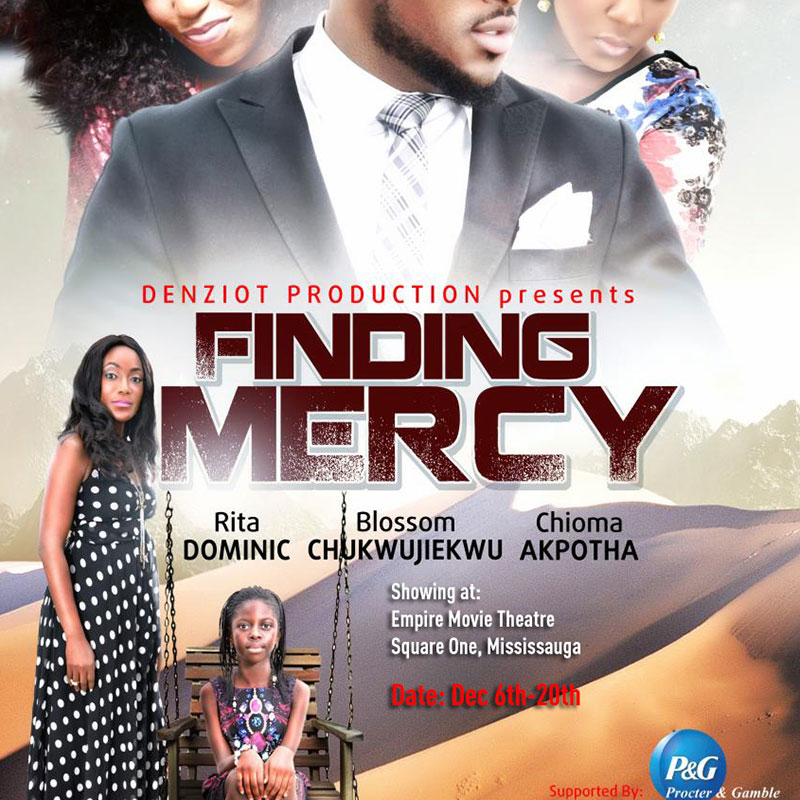 DENZIOT PRODUCTION presents
FINDING
MERCY
Rita Blossom Chioma
DOMINIC CHUKWUJIEKWU AKPOTHA
Showing at:
Empire Movie Theatre
Square One, Mississauga
Date: Dec 6th-20th
P&G
Supported By: Procter & Gamble